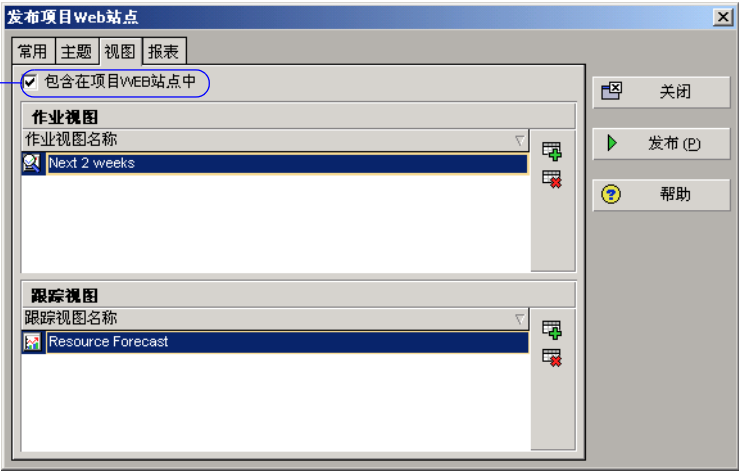 发布项目Web站点
常用 主题 视图 报表
包含在项目WEB站点中
关闭
作业视图
作业视图名称
发布(P)
Next 2 weeks
帮助
跟踪视图
跟踪视图名称
Resource Forecast